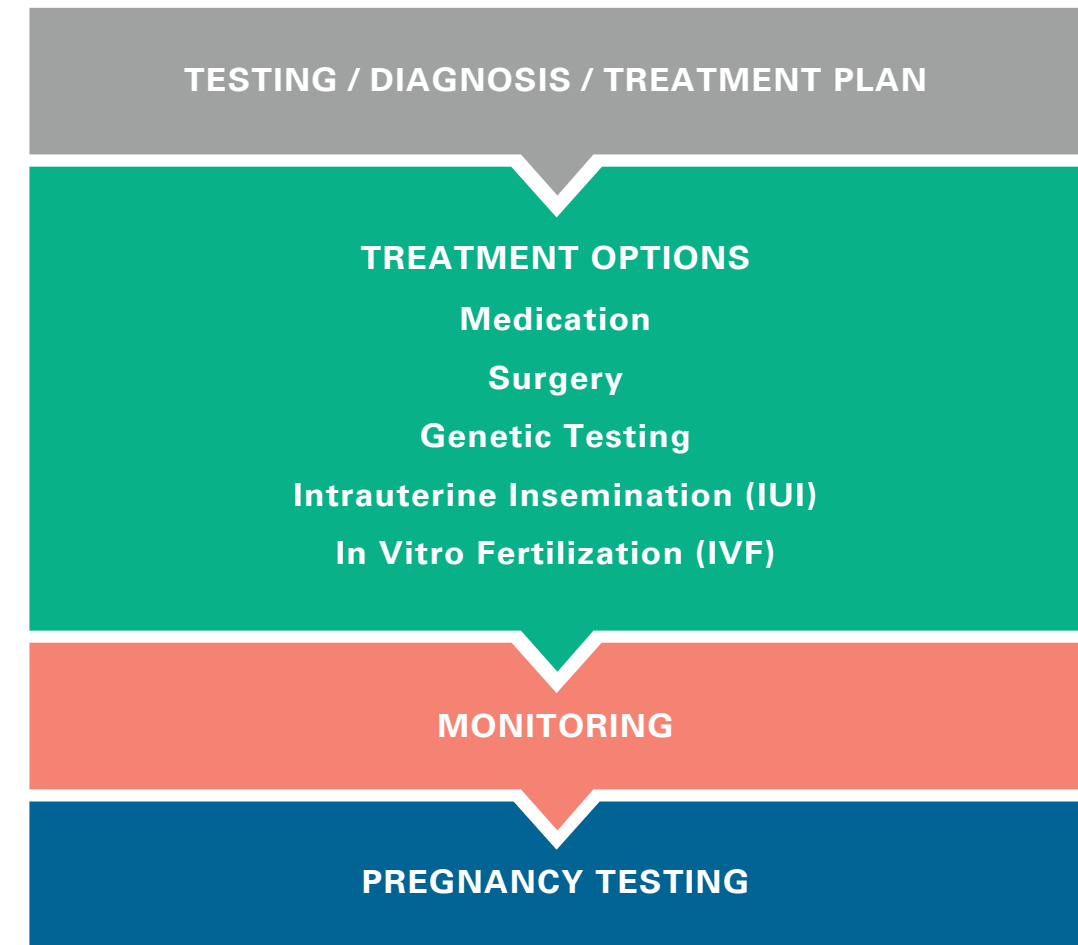 TESTING / DIAGNOSIS / TREATMENT PLAN
TREATMENT OPTIONS
Medication
Surgery
Genetic Testing
Intrauterine Insemination (IUI)
In Vitro Fertilization (IVF)
MONITORING
PREGNANCY TESTING